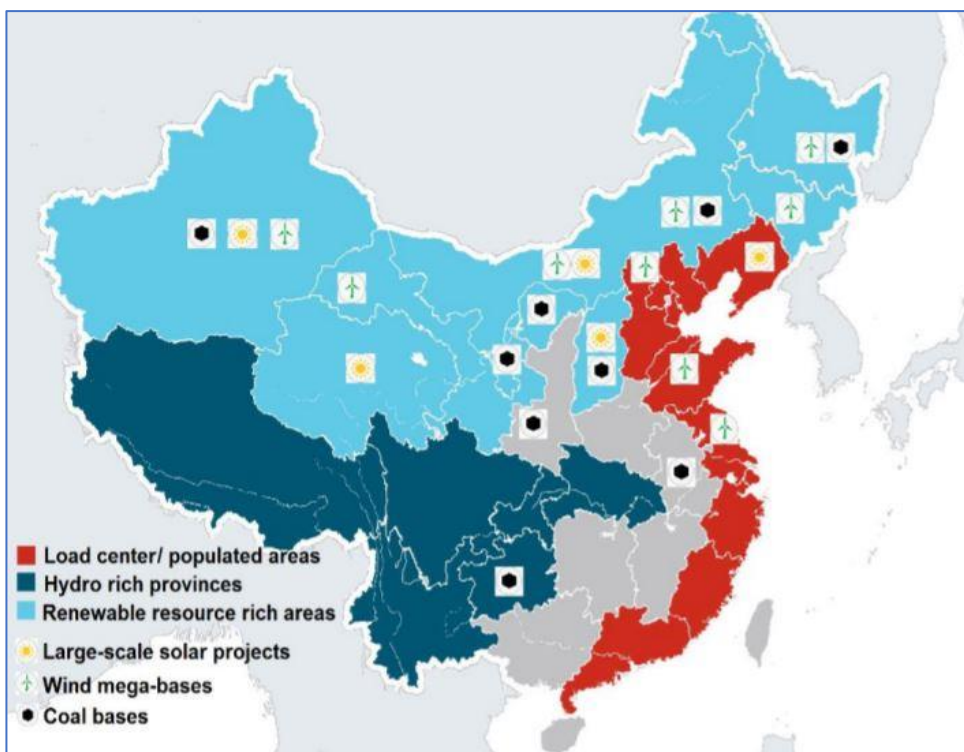 Load center/ populated areas
Hydro rich provinces
Renewable resource rich areas
Large-scale solar projects
Wind mega-bases
Coal bases